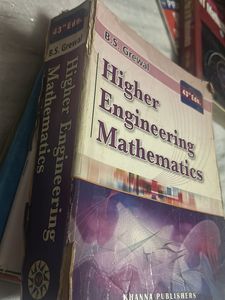 43rd Edn.
B.S. Grewal
Higher Engineering
Mathematics
B.S. Grewal
43rd Edn.
Higher
Engineering
Mathematics
KHANNA PUBLISHERS